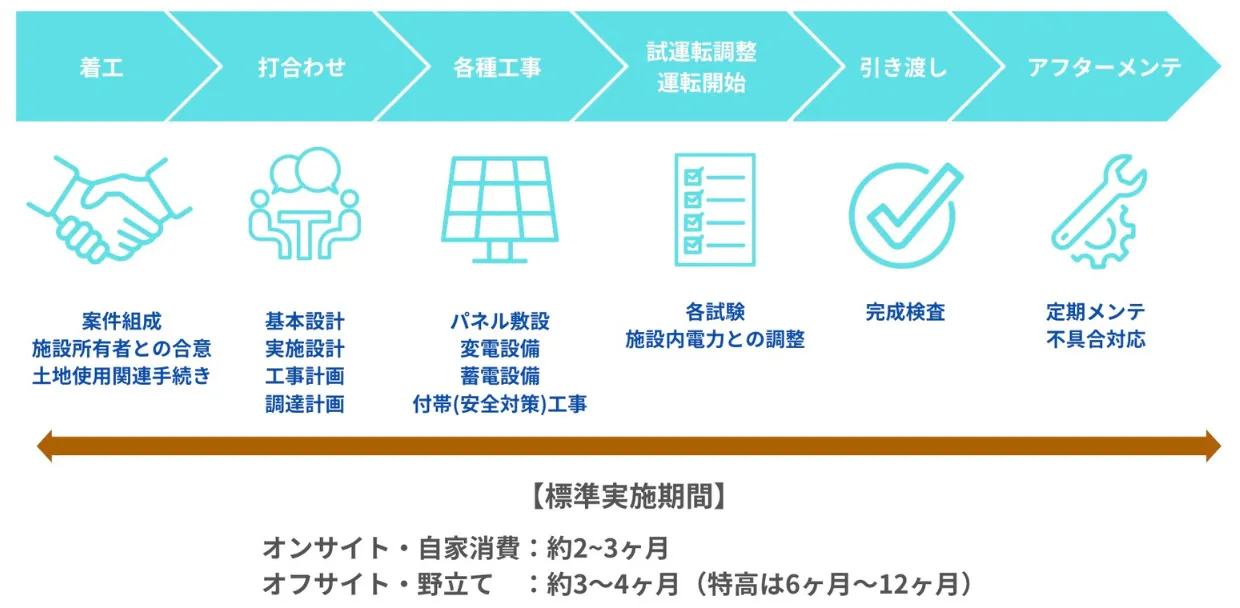 着工
打合わせ
各種工事
試運転調整
運転開始
引き渡し
アフターメンテ
案件組成
施設所有者との合意
土地使用関連手続き
基本設計
実施設計
工事計画
調達計画
パネル敷設
変電設備
蓄電設備
付帯(安全対策)工事
各試験
施設内電力との調整
完成検査
定期メンテ
不具合対応
【標準実施期間】
オンサイト・自家消費：約2~3ヶ月
オフサイト・野立て　：約3〜4ヶ月（特高は6ヶ月〜12ヶ月）